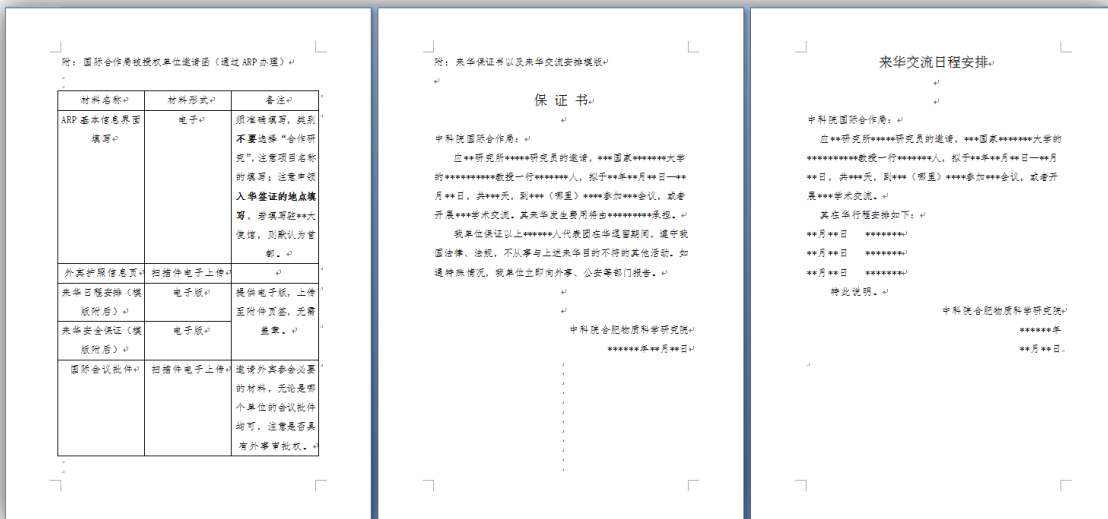 附：国际合作局被授权单位邀请函（通过ARP办理）
材料名称 材料形式 备注
ARP基本信息界面
填写
电子
须准确填写，类别
不要选择“合作研
究”，注意项目名称
的填写；注意申领
入华签证的地点填
写，若填写驻**大
使馆，则默认为首
都。
外宾护照信息页 扫描件电子上传
来华日程安排（模
版附后）
电子版
提供电子版，上传
至附件页签，无需
盖章。
来华安全保证（模
版附后）
电子版
国际会议批件 扫描件电子上传
邀请外宾参会必要
的材料，无论是哪
个单位的会议批件
均可，注意是否具
有外事审批权。
附：来华保证书以及来华交流安排模版
保 证 书
中科院国际合作局：
应**研究所*****研究员的邀请，***国家*******大学
的**********教授一行*******人，拟于**年**月**日—**
月**日，共***天，到***（哪里）****参加***会议，或者
开展***学术交流。其来华发生费用将由*********承担。
我单位保证以上******人代表团在华逗留期间，遵守我
国法律、法规，不从事与上述来华目的不符的其他活动。如
遇特殊情况，我单位立即向外事、公安等部门报告。
中科院合肥物质科学研究院
******年**月**日
来华交流日程安排
中科院国际合作局：
应**研究所*****研究员的邀请，***国家*******大学的
**********教授一行*******人，拟于**年**月**日—**月
**日，共***天，到***（哪里）****参加***会议，或者开
展***学术交流。
其在华行程安排如下：
**月**日 *******
**月**日 *******
**月**日 *******
特此说明。
中科院合肥物质科学研究院
******年
**月**日